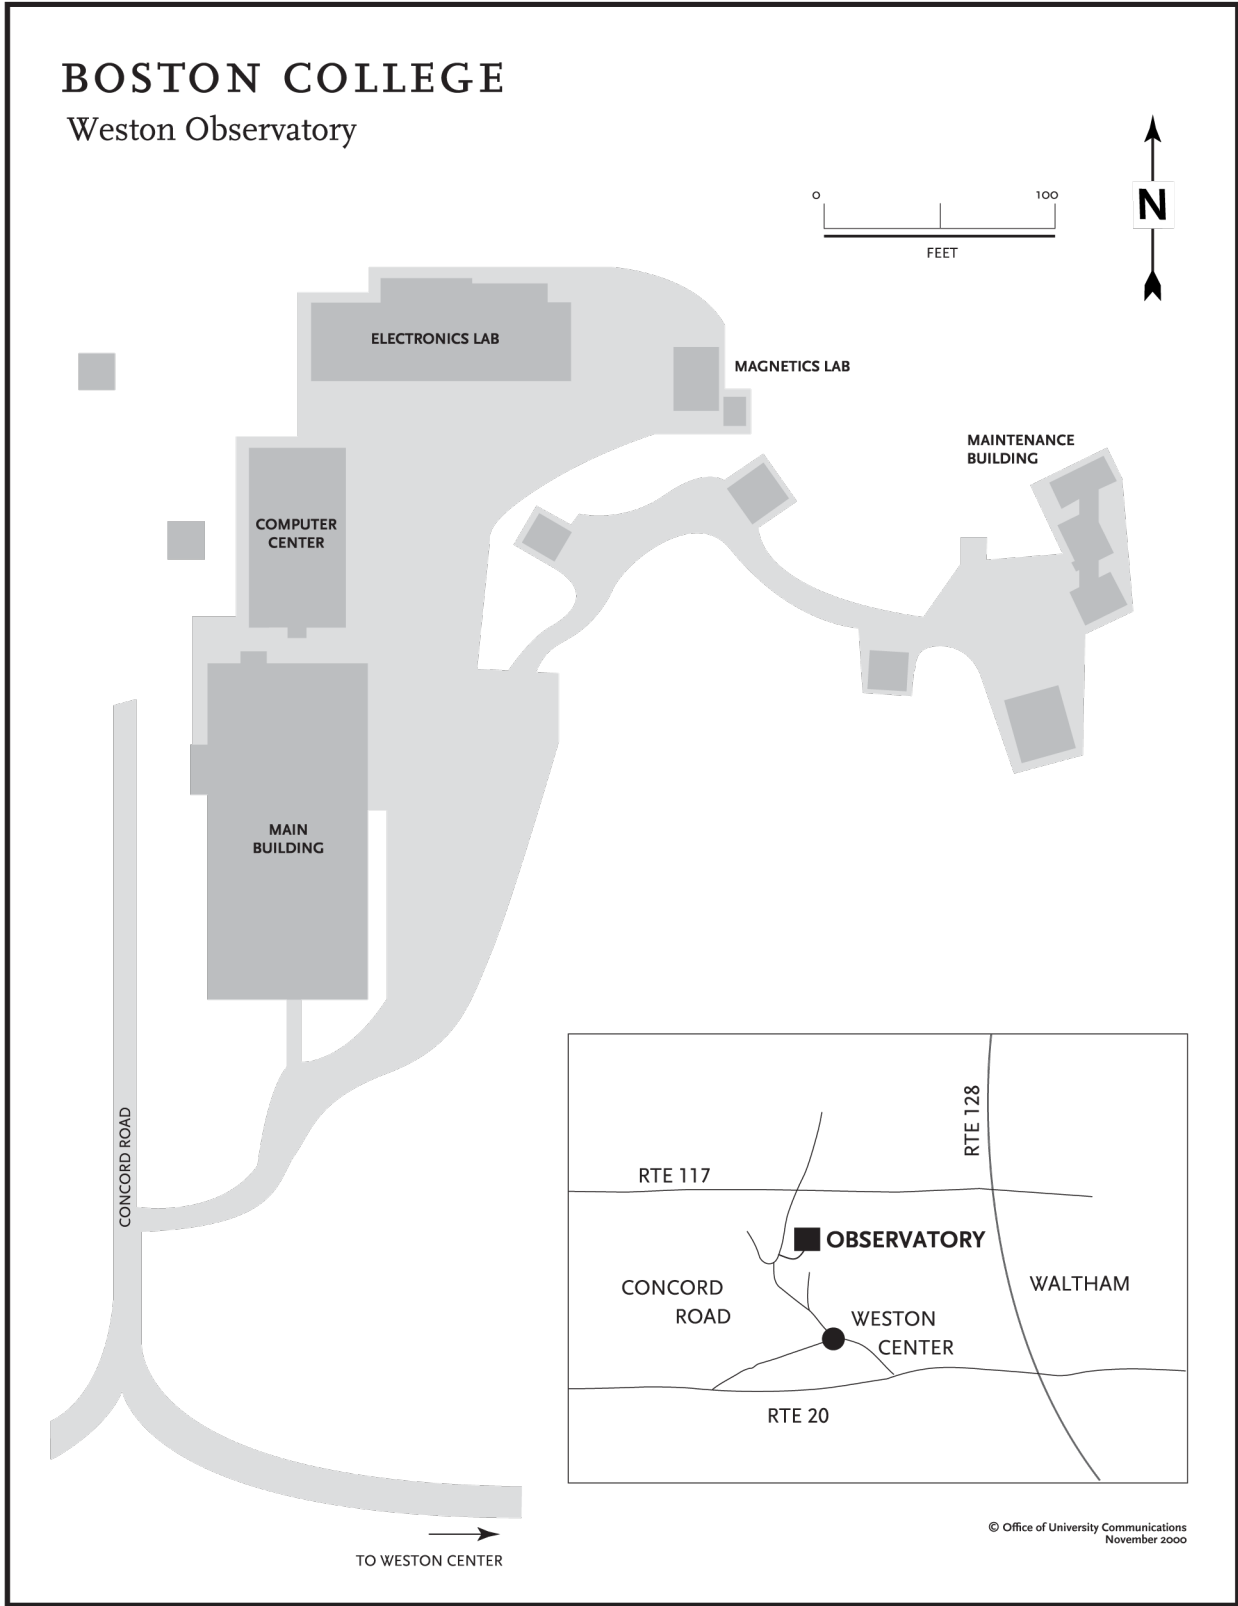 BOSTON COLLEGE
Weston Observatory
0 100
FEET
N
ELECTRONICS LAB
MAGNETICS LAB
MAINTENANCE
BUILDING
COMPUTER
CENTER
MAIN
BUILDING
CONCORD ROAD
RTE 128
RTE 117
OBSERVATORY
CONCORD
ROAD
WALTHAM
WESTON
CENTER
RTE 20
TO WESTON CENTER
© Office of University Communications
November 2000